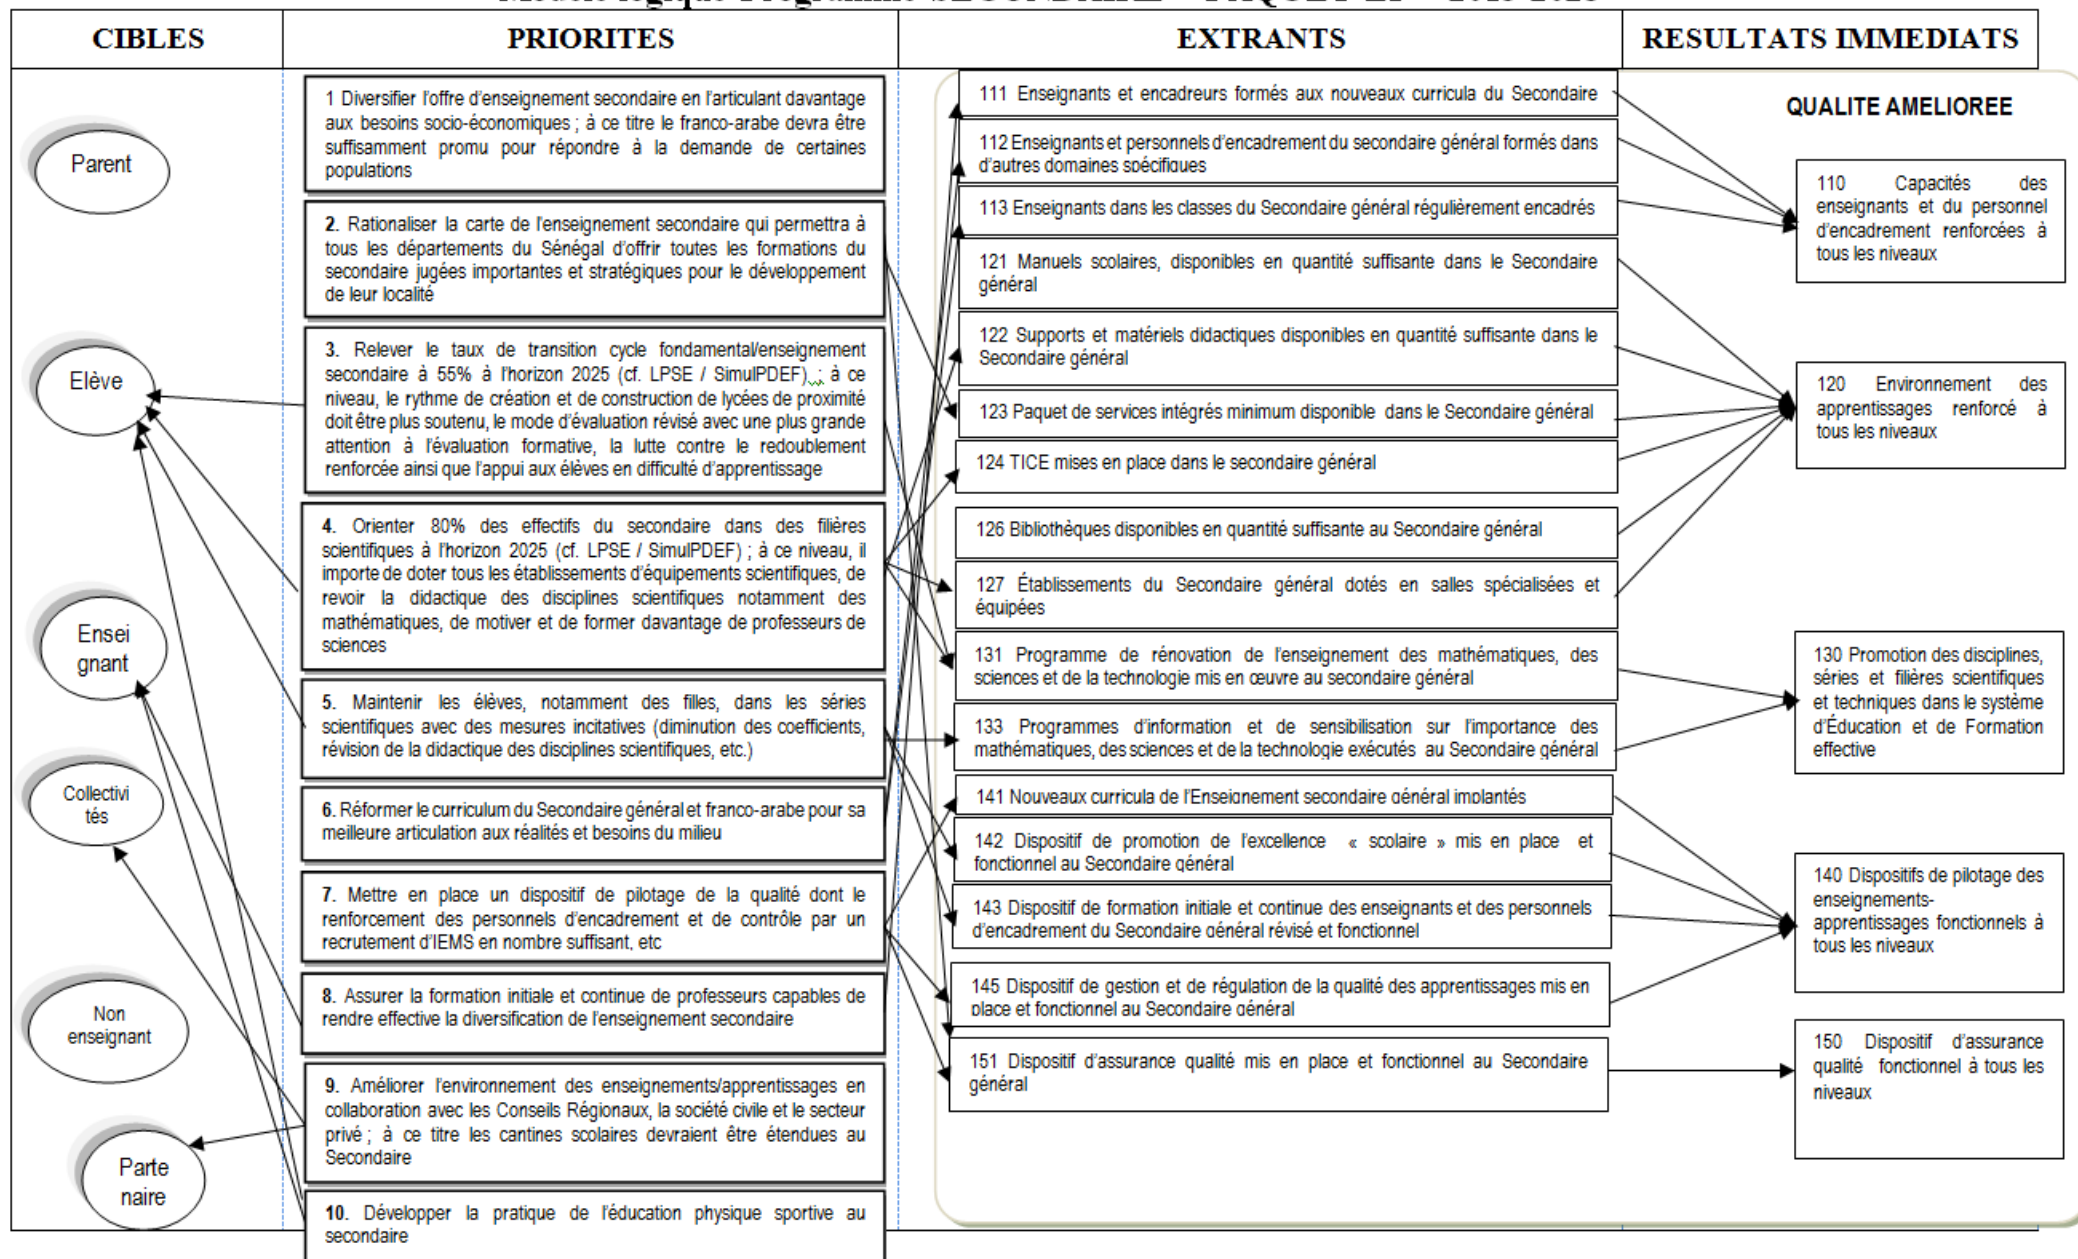 CIBLES
PRIORITES
EXTRANTS
RESULTATS IMMEDIATS
Parent
Elève
Ensei
gnant
Collectivi
tés
Non
enseignant
Parte
naire
1 Diversifier l'offre d'enseignement secondaire en l'articulant davantage
aux besoins socio-économiques ; à ce titre le franco-arabe devra être
suffisamment promu pour répondre à la demande de certaines
populations
2. Rationaliser la carte de l'enseignement secondaire qui permettra à
tous les départements du Sénégal d'offrir toutes les formations du
secondaire jugées importantes et stratégiques pour le développement
de leur localité
3. Relever le taux de transition cycle fondamental/enseignement
secondaire à 55% à l'horizon 2025 (cf. LPSE / SimulPDEF) ; à ce
niveau, le rythme de création et de construction de lycées de proximité
doit être plus soutenu, le mode d'évaluation révisé avec une plus grande
attention à l'évaluation formative, la lutte contre le redoublement
renforcée ainsi que l'appui aux élèves en difficulté d'apprentissage
4. Orienter 80% des effectifs du secondaire dans des filières
scientifiques à l'horizon 2025 (cf. LPSE / SimulPDEF) ; à ce niveau, il
importe de doter tous les établissements d'équipements scientifiques, de
revoir la didactique des disciplines scientifiques notamment des
mathématiques, de motiver et de former davantage de professeurs de
sciences
5. Maintenir les élèves, notamment des filles, dans les séries
scientifiques avec des mesures incitatives (diminution des coefficients,
révision de la didactique des disciplines scientifiques, etc.)
6. Réformer le curriculum du Secondaire général et franco-arabe pour sa
meilleure articulation aux réalités et besoins du milieu
7. Mettre en place un dispositif de pilotage de la qualité dont le
renforcement des personnels d'encadrement et de contrôle par un
recrutement d'IEMS en nombre suffisant, etc
8. Assurer la formation initiale et continue de professeurs capables de
rendre effective la diversification de l'enseignement secondaire
9. Améliorer l'environnement des enseignements/apprentissages en
collaboration avec les Conseils Régionaux, la société civile et le secteur
privé ; à ce titre les cantines scolaires devraient être étendues au
Secondaire
10. Développer la pratique de l'éducation physique sportive au
secondaire
111 Enseignants et encadreurs formés aux nouveaux curricula du Secondaire
112 Enseignants et personnels d'encadrement du secondaire général formés dans
d'autres domaines spécifiques
113 Enseignants dans les classes du Secondaire général régulièrement encadrés
121 Manuels scolaires, disponibles en quantité suffisante dans le Secondaire
général
122 Supports et matériels didactiques disponibles en quantité suffisante dans le
Secondaire général
123 Paquet de services intégrés minimum disponible dans le Secondaire général
124 TICE mises en place dans le secondaire général
126 Bibliothèques disponibles en quantité suffisante au Secondaire général
127 Établissements du Secondaire général dotés en salles spécialisées et
équipées
131 Programme de rénovation de l'enseignement des mathématiques, des
sciences et de la technologie mis en œuvre au secondaire général
133 Programmes d'information et de sensibilisation sur l'importance des
mathématiques, des sciences et de la technologie exécutés au Secondaire général
141 Nouveaux curricula de l'Enseignement secondaire général implantés
142 Dispositif de promotion de l'excellence « scolaire » mis en place et
fonctionnel au Secondaire général
143 Dispositif de formation initiale et continue des enseignants et des personnels
d'encadrement du Secondaire général révisé et fonctionnel
145 Dispositif de gestion et de régulation de la qualité des apprentissages mis en
place et fonctionnel au Secondaire général
151 Dispositif d'assurance qualité mis en place et fonctionnel au Secondaire
général
QUALITE AMELIOREE
110 Capacités des
enseignants et du personnel
d'encadrement renforcées à
tous les niveaux
120 Environnement des
apprentissages renforcé à
tous les niveaux
130 Promotion des disciplines,
séries et filières scientifiques
et techniques dans le système
d'Éducation et de Formation
effective
140 Dispositifs de pilotage des
enseignements-
apprentissages fonctionnels à
tous les niveaux
150 Dispositif d'assurance
qualité fonctionnel à tous les
niveaux